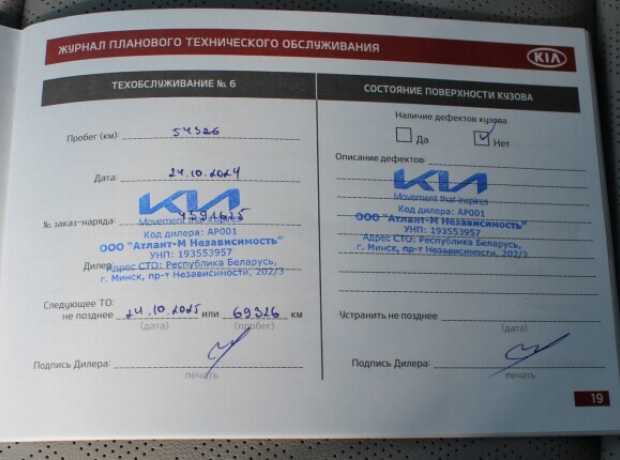 ЖУРНАЛ ПЛАНОВОГО ТЕХНИЧЕСКОГО ОБСЛУЖИВАНИЯ
KIA
ТЕХОБСЛУЖИВАНИЕ № 6
Пробег (км): 54326
Дата: 24.10.2024
№ заказ-наряда: 4591625
KIA
Movement that inspires
Код дилера: AP001
ООО "Атлант-М Независимость"
УНП: 193553957
Дилер
Адрес СТО: Республика Беларусь,
г. Минск, пр-т Независимости, 202/3
Следующее ТО:
не позднее 24.10.2025 или 69326 км
(дата) (пробег)
Подпись Дилера:
печать
СОСТОЯНИЕ ПОВЕРХНОСТИ КУЗОВА
Наличие дефектов кузова
Да Нет
Описание дефектов:
KIA
Movement that inspires
Код дилера: AP001
ООО "Атлант-М Независимость"
УНП: 193553957
Адрес СТО: Республика Беларусь,
г. Минск, пр-т Независимости, 202/3
Устранить не позднее
(дата)
Подпись Дилера:
печать
19